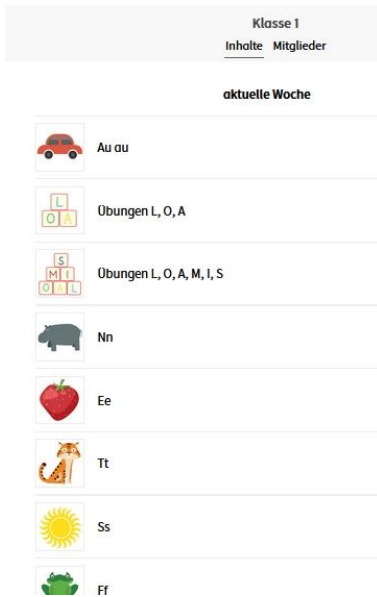 Klasse 1
Inhalte Mitglieder
aktuelle Woche
Au au
L
O A
Übungen L, O, A
S
M I
O A L
Übungen L, O, A, M, I, S
Nn
Ee
Tt
Ss
Ff